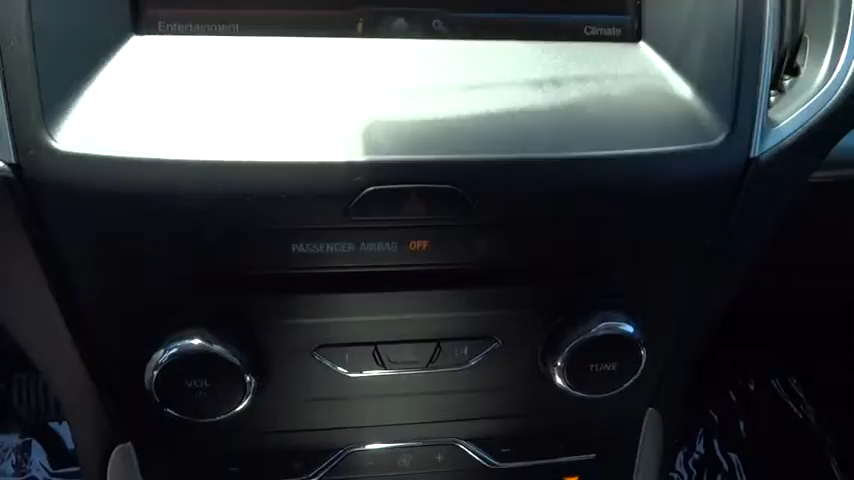 Entertainment Climate
PASSENGER AIRBAG OFF
VOL TUNE
+